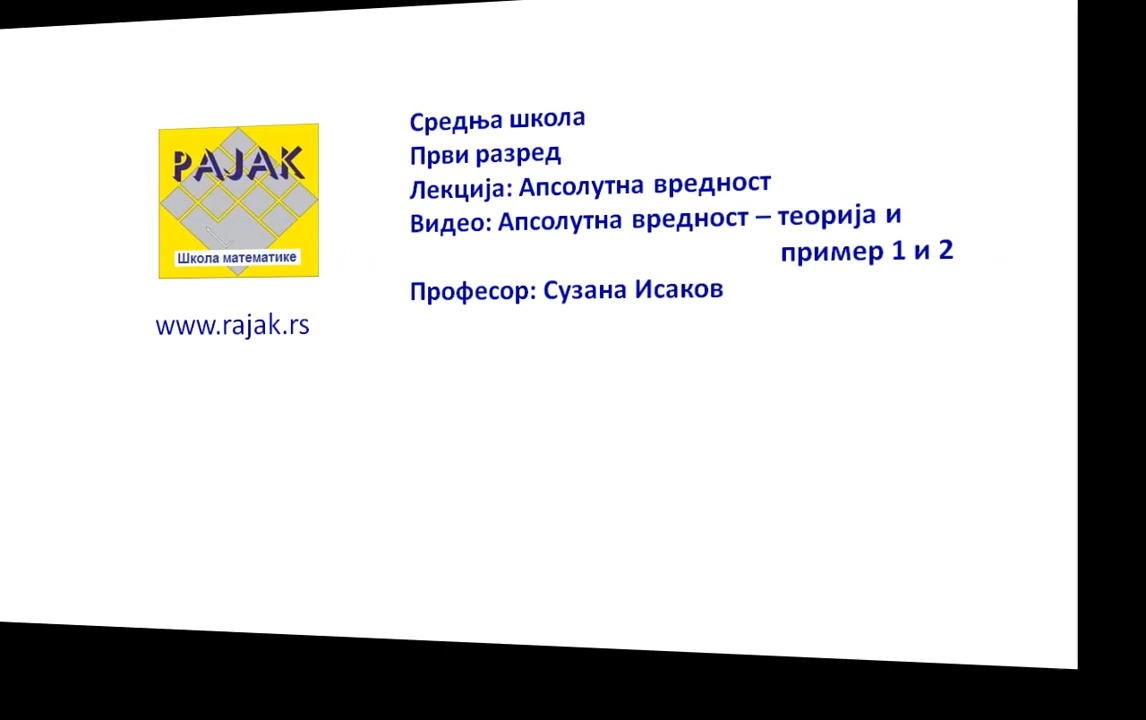 РАЈАК
Школа математике
www.rajak.rs
Средња школа
Први разред
Лекција: Апсолутна вредност
Видео: Апсолутна вредност – теорија и
пример 1 и 2
Професор: Сузана Исаков